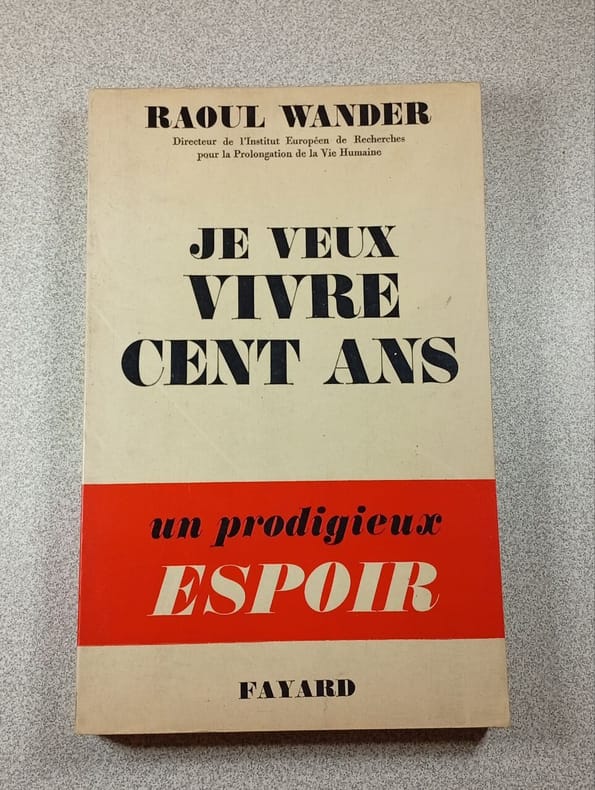 RAOUL WANDER
Directeur de l'Institut Européen de Recherches
pour la Prolongation de la Vie Humaine
JE VEUX
VIVRE
CENT ANS
un prodigieux
ESPOIR
FAYARD